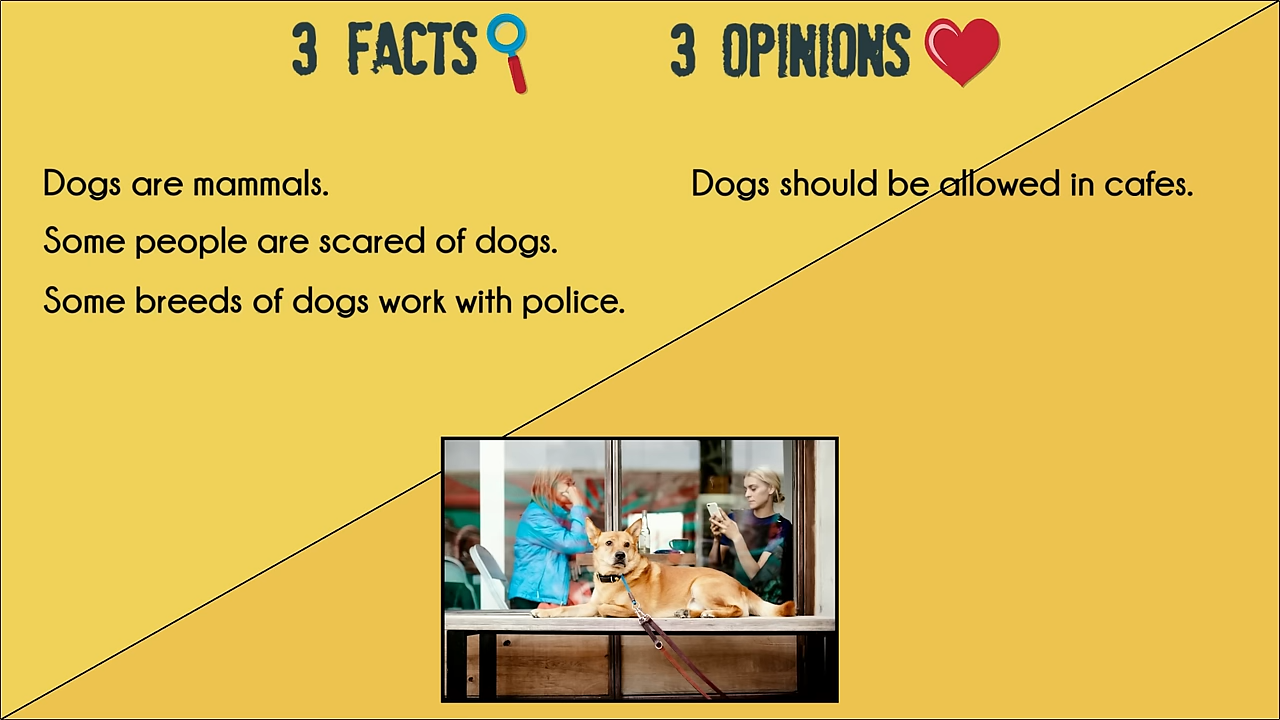 3 FACTS
3 OPINIONS
Dogs are mammals.
Some people are scared of dogs.
Some breeds of dogs work with police.
Dogs should be allowed in cafes.